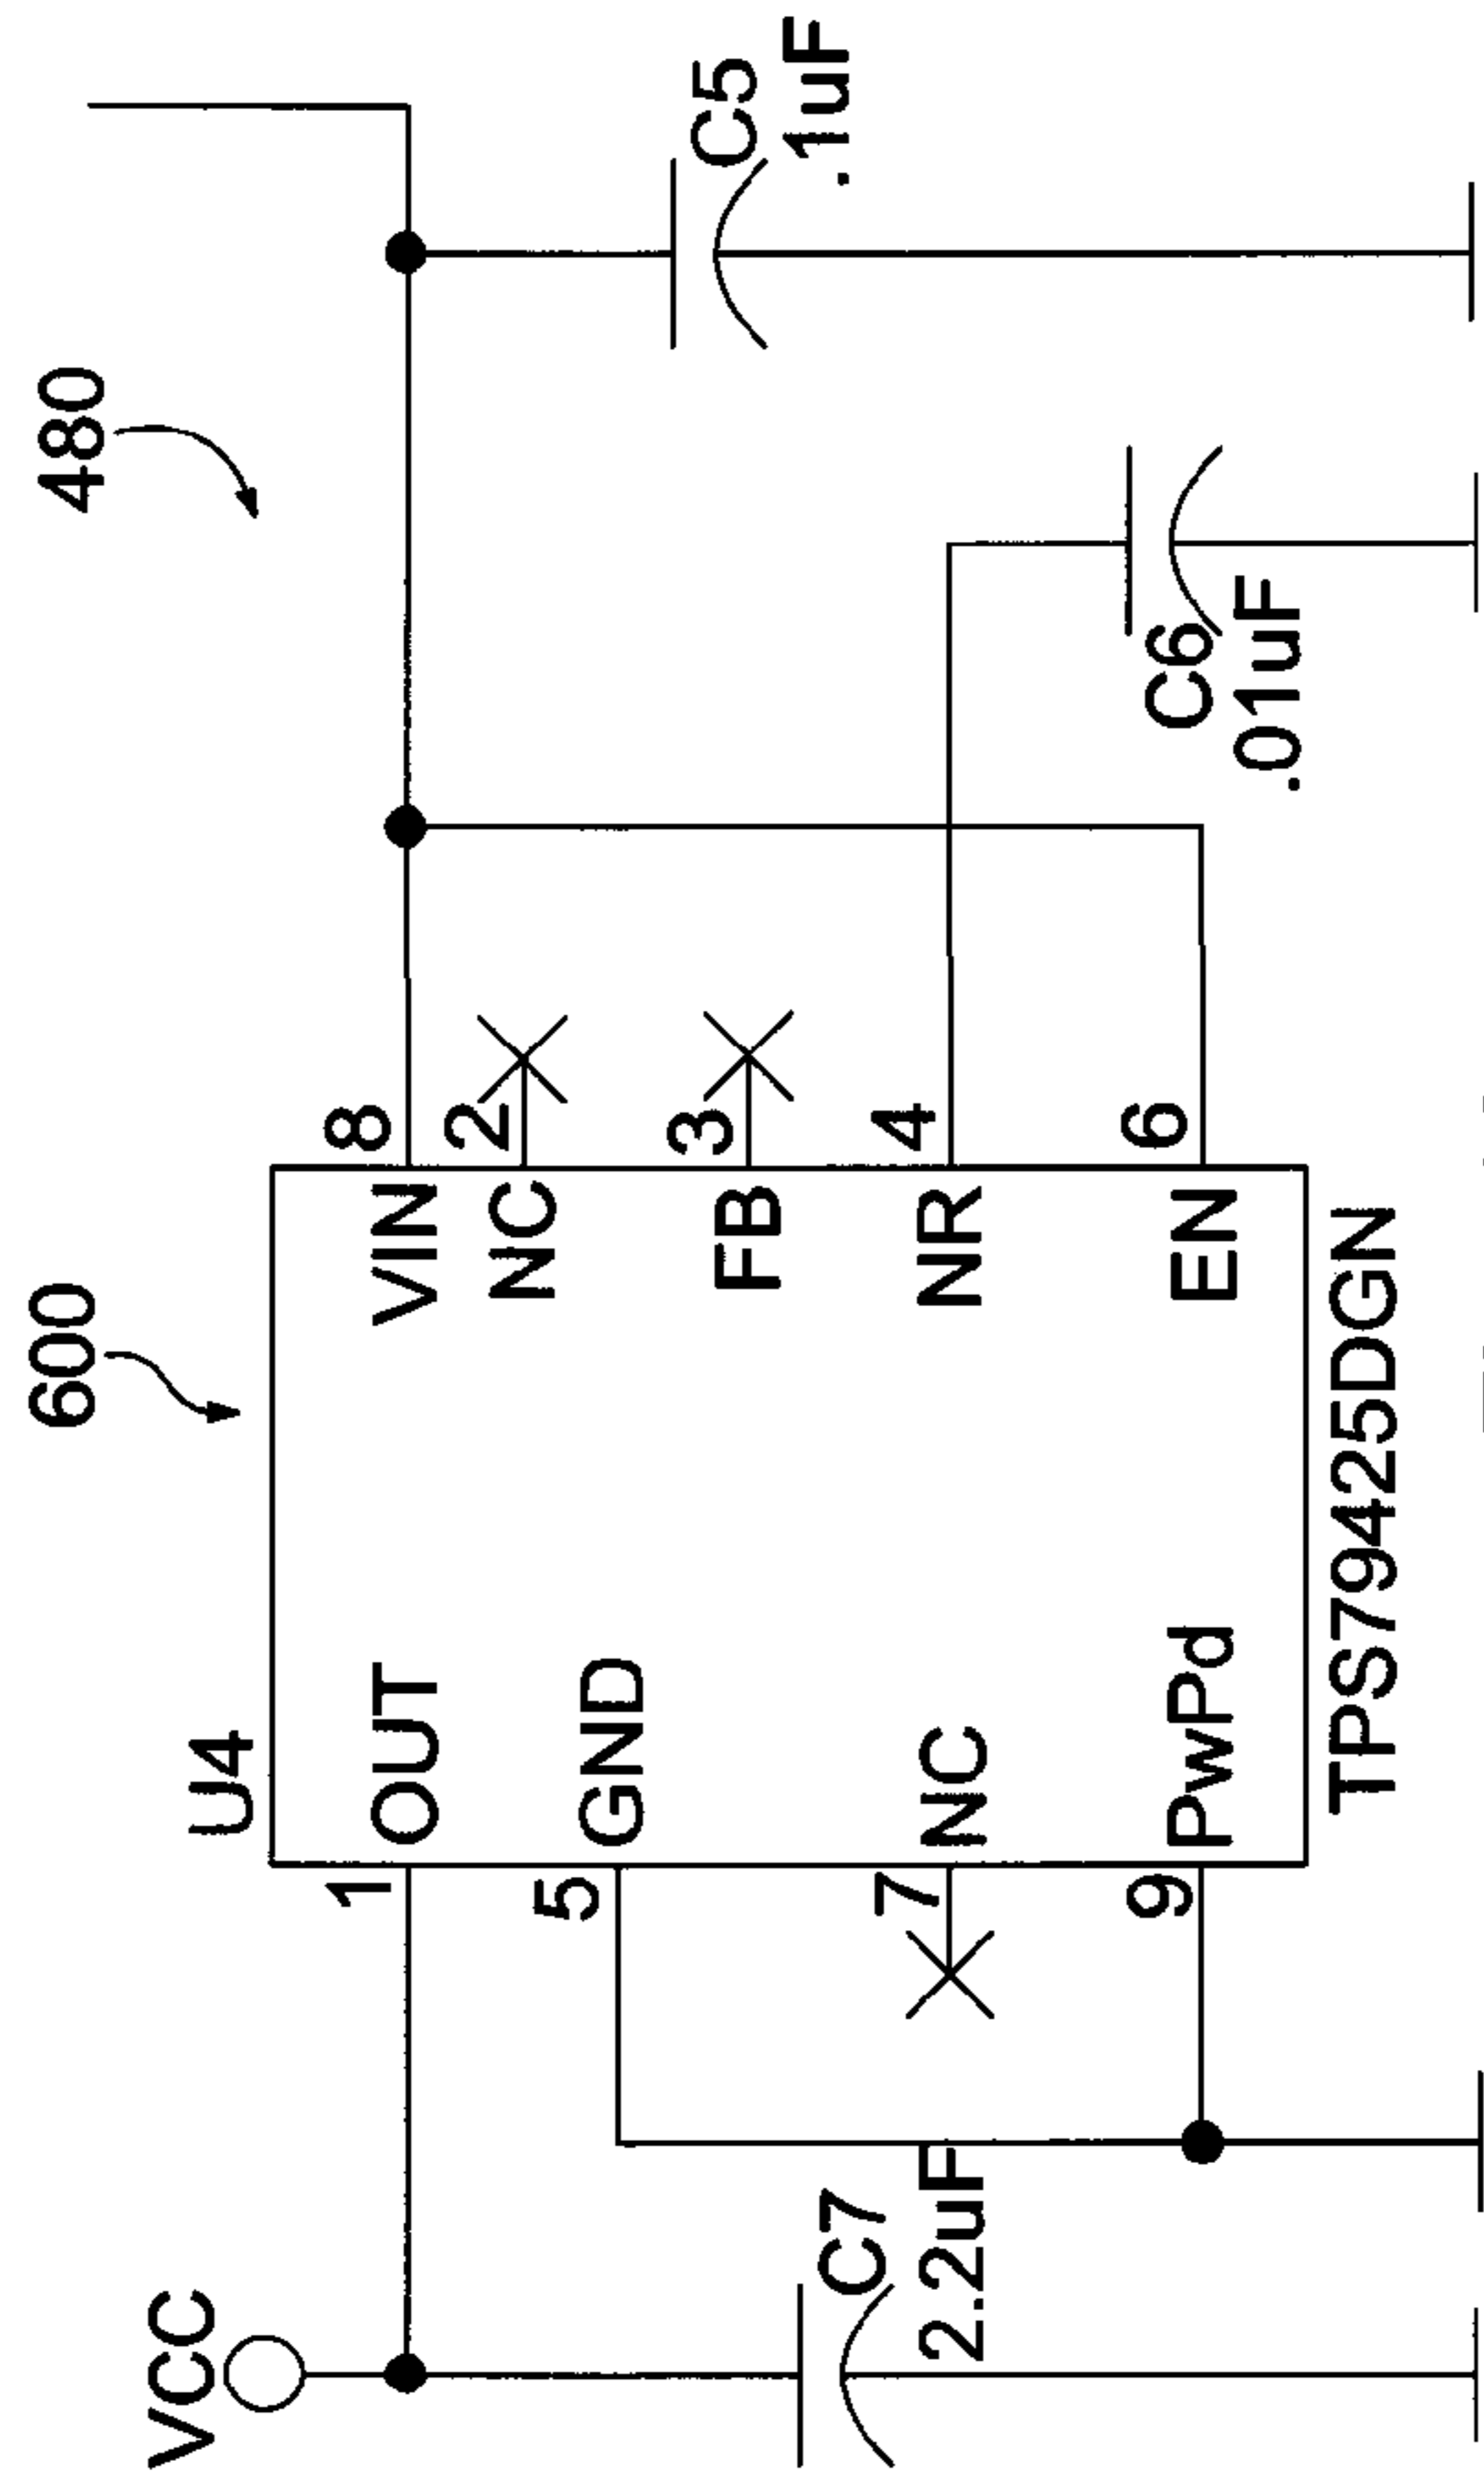 VCC
C7
2.2uF
600
U4
1
OUT
5
GND
7
NC
9
PwPd
VIN
8
NC
2
FB
3
NR
4
EN
6
TPS79425DGN
480
C6
.01uF
C5
.1uF